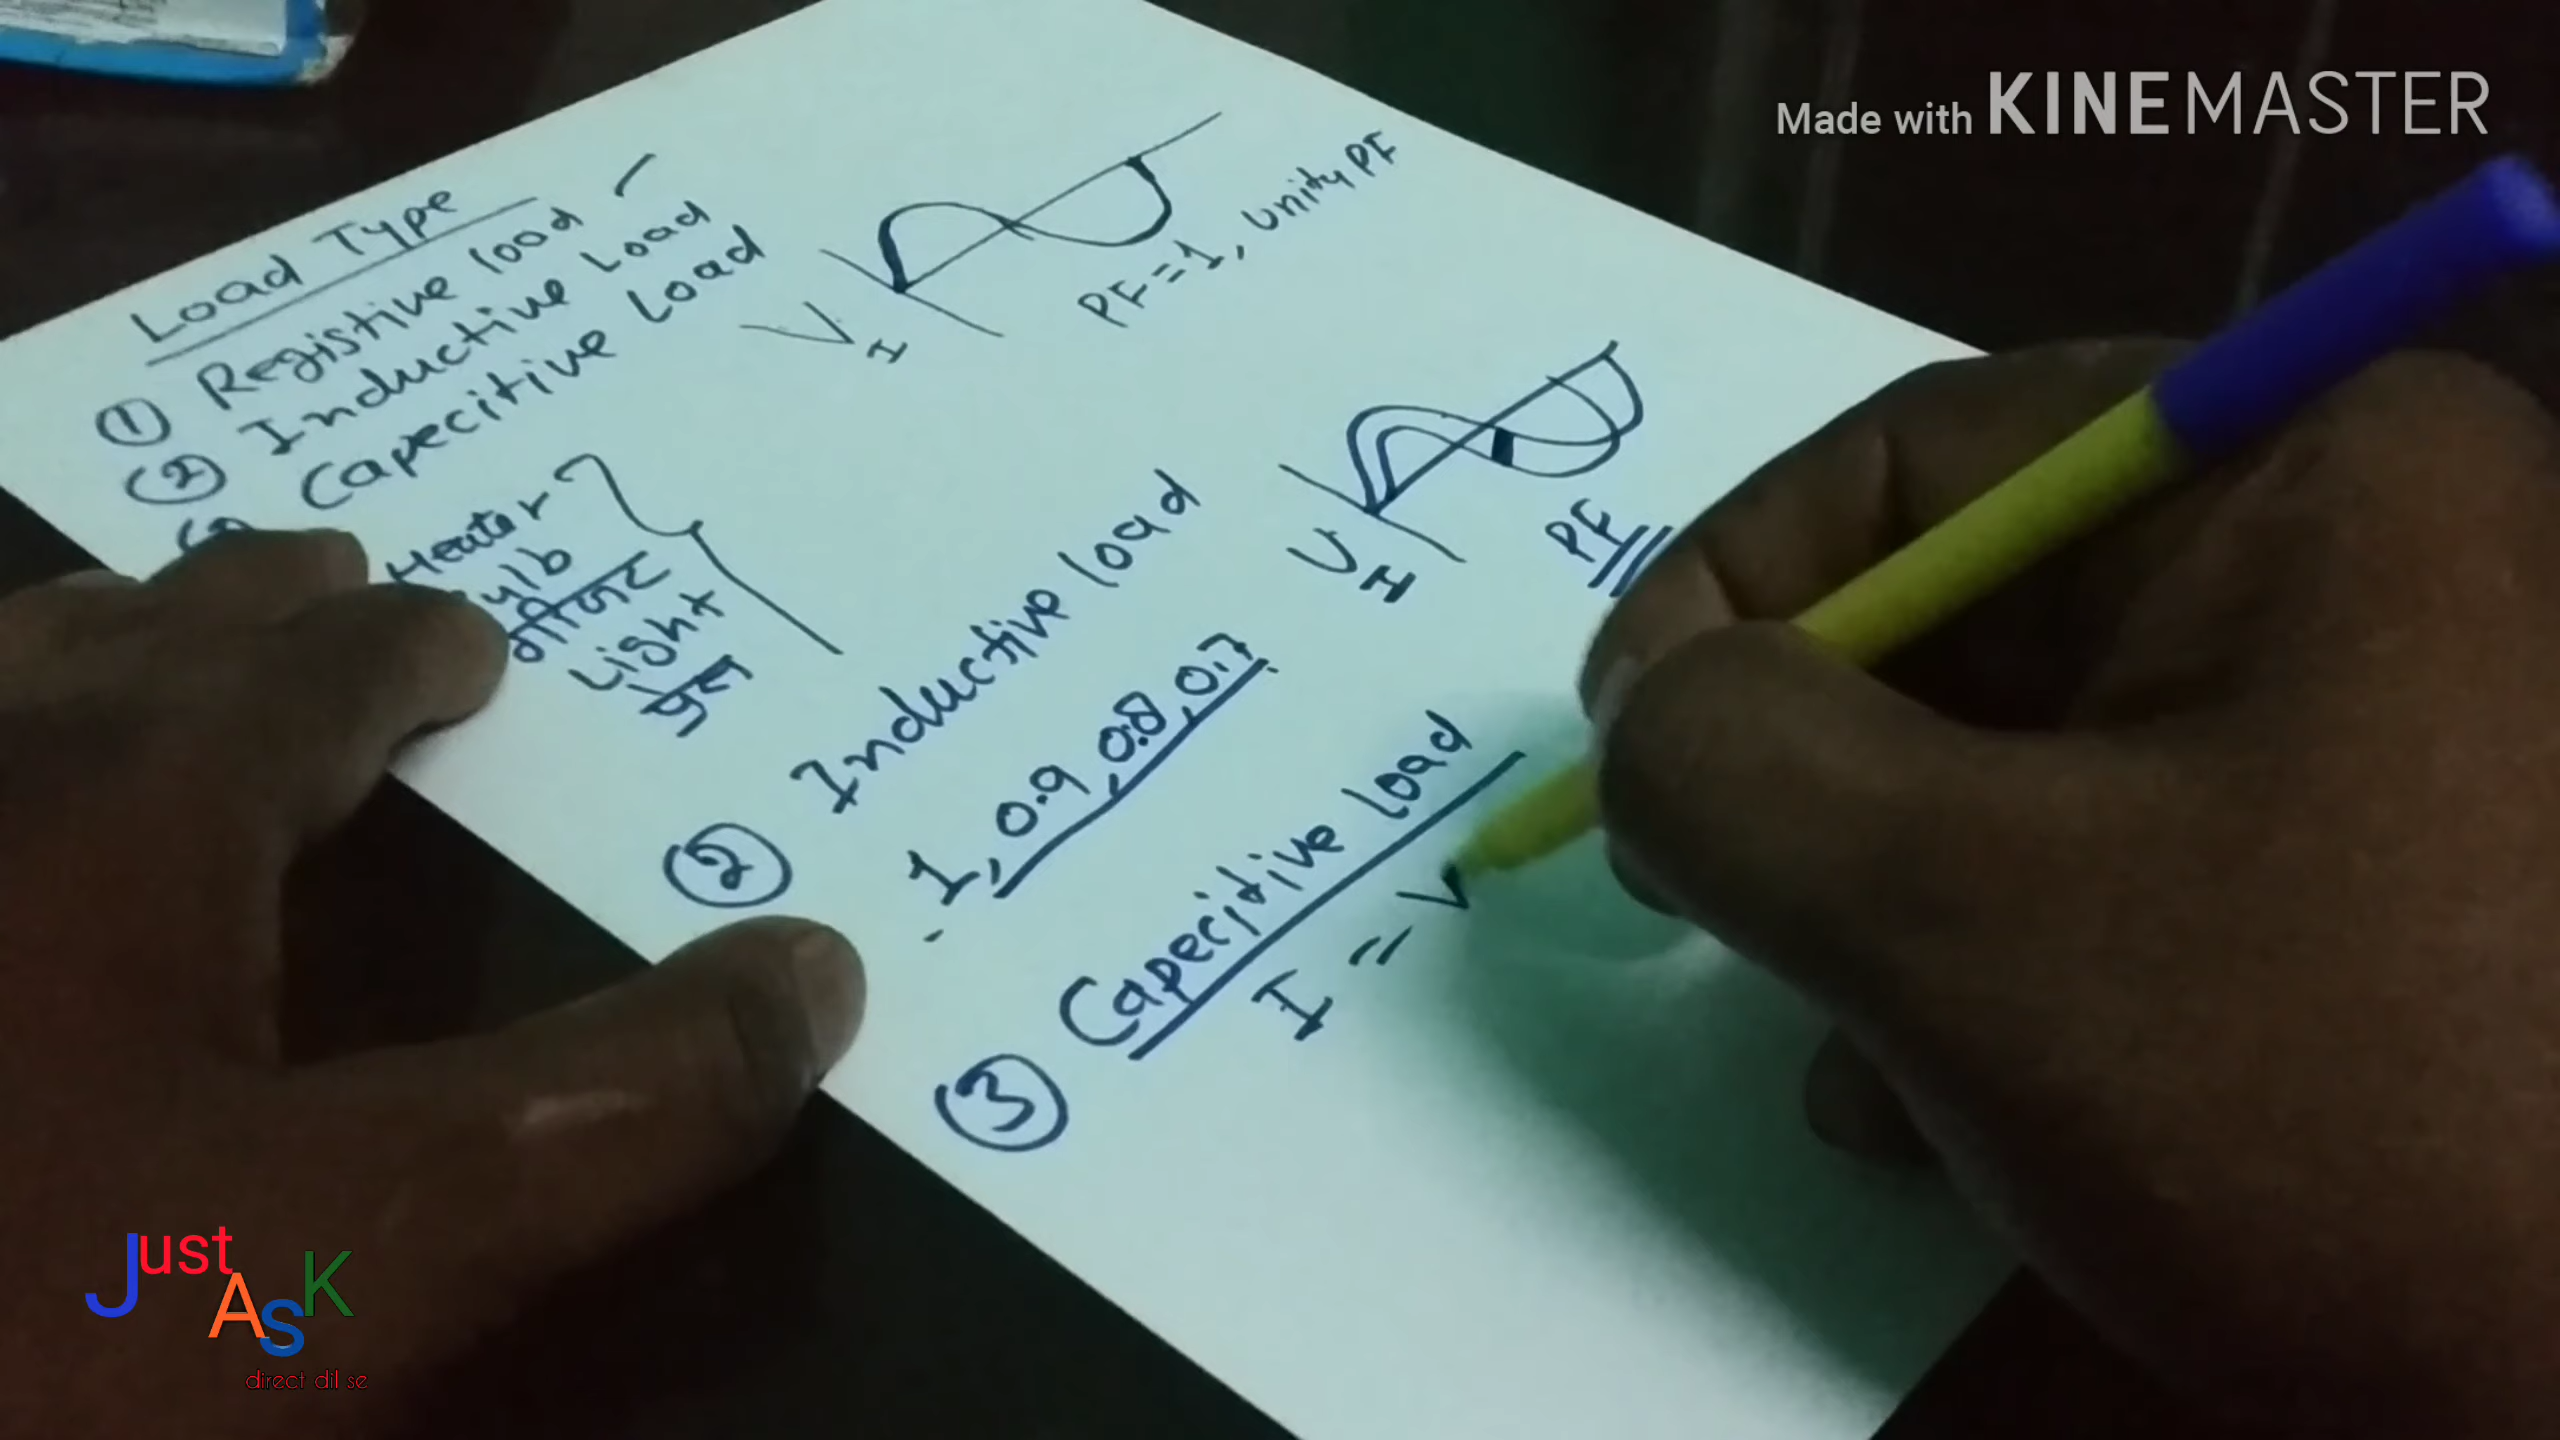 Made with KINEMASTER
Load Type
① Registive load
② Inductive Load
Capecitive Load
V
I
PF=1, unity PF
Heater
ylb
गीजर
Light
प्रेस
② Inductive load
V
I
PF
1, 0.9, 0.8, 0.7
③ Capecitive load
I = V
Just
AsK
direct dil se